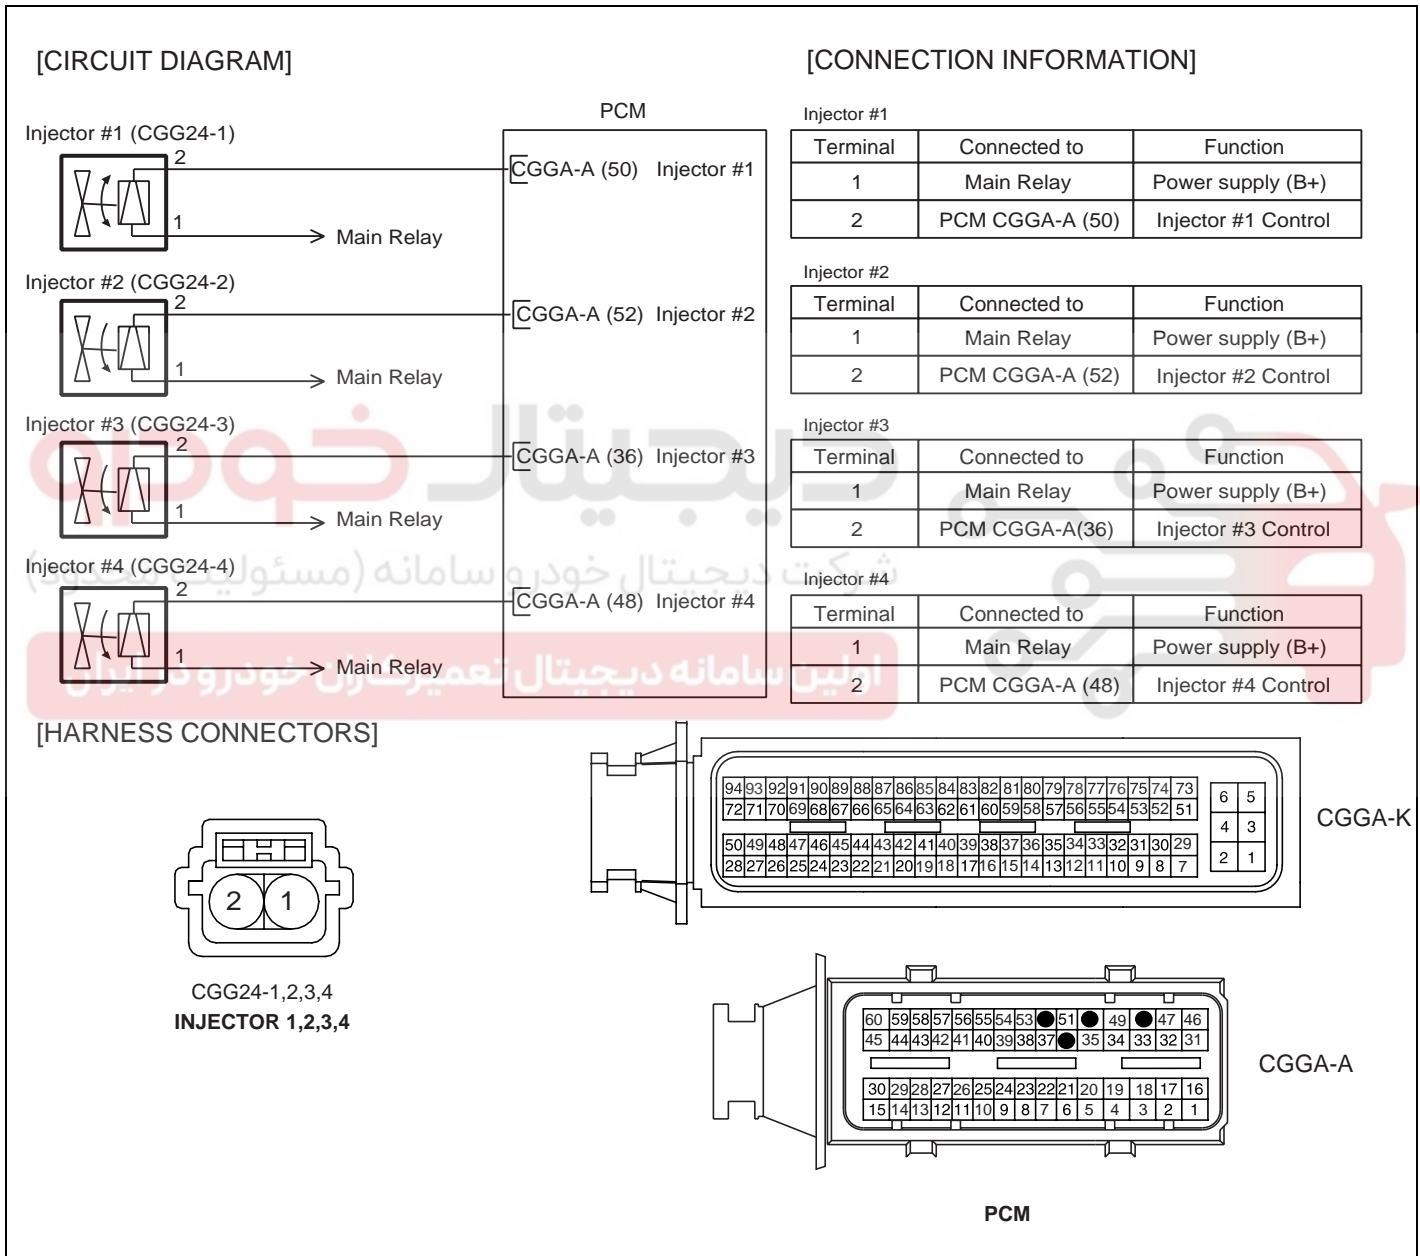 [CIRCUIT DIAGRAM]
PCM
Injector #1 (CGG24-1)
2
CGGA-A (50) Injector #1
1
Main Relay
Injector #2 (CGG24-2)
2
CGGA-A (52) Injector #2
1
Main Relay
Injector #3 (CGG24-3)
2
CGGA-A (36) Injector #3
1
Main Relay
Injector #4 (CGG24-4)
2
CGGA-A (48) Injector #4
1
Main Relay
[CONNECTION INFORMATION]
Injector #1
Terminal Connected to Function
1 Main Relay Power supply (B+)
2 PCM CGGA-A (50) Injector #1 Control
Injector #2
Terminal Connected to Function
1 Main Relay Power supply (B+)
2 PCM CGGA-A (52) Injector #2 Control
Injector #3
Terminal Connected to Function
1 Main Relay Power supply (B+)
2 PCM CGGA-A(36) Injector #3 Control
Injector #4
Terminal Connected to Function
1 Main Relay Power supply (B+)
2 PCM CGGA-A (48) Injector #4 Control
دیجیتال خودرو
شرکت دیجیتال خودرو سامانه (مسئولیت محدود)
اولین سامانه دیجیتال تعمیرکاران خودرو در ایران
[HARNESS CONNECTORS]
2 1
CGG24-1,2,3,4
INJECTOR 1,2,3,4
94 93 92 91 90 89 88 87 86 85 84 83 82 81 80 79 78 77 76 75 74 73
72 71 70 69 68 67 66 65 64 63 62 61 60 59 58 57 56 55 54 53 52 51
50 49 48 47 46 45 44 43 42 41 40 39 38 37 36 35 34 33 32 31 30 29
28 27 26 25 24 23 22 21 20 19 18 17 16 15 14 13 12 11 10 9 8 7
6 5
4 3
2 1
CGGA-K
60 59 58 57 56 55 54 53 51 49 47 46
45 44 43 42 41 40 39 38 37 35 34 33 32 31
30 29 28 27 26 25 24 23 22 21 20 19 18 17 16
15 14 13 12 11 10 9 8 7 6 5 4 3 2 1
CGGA-A
PCM